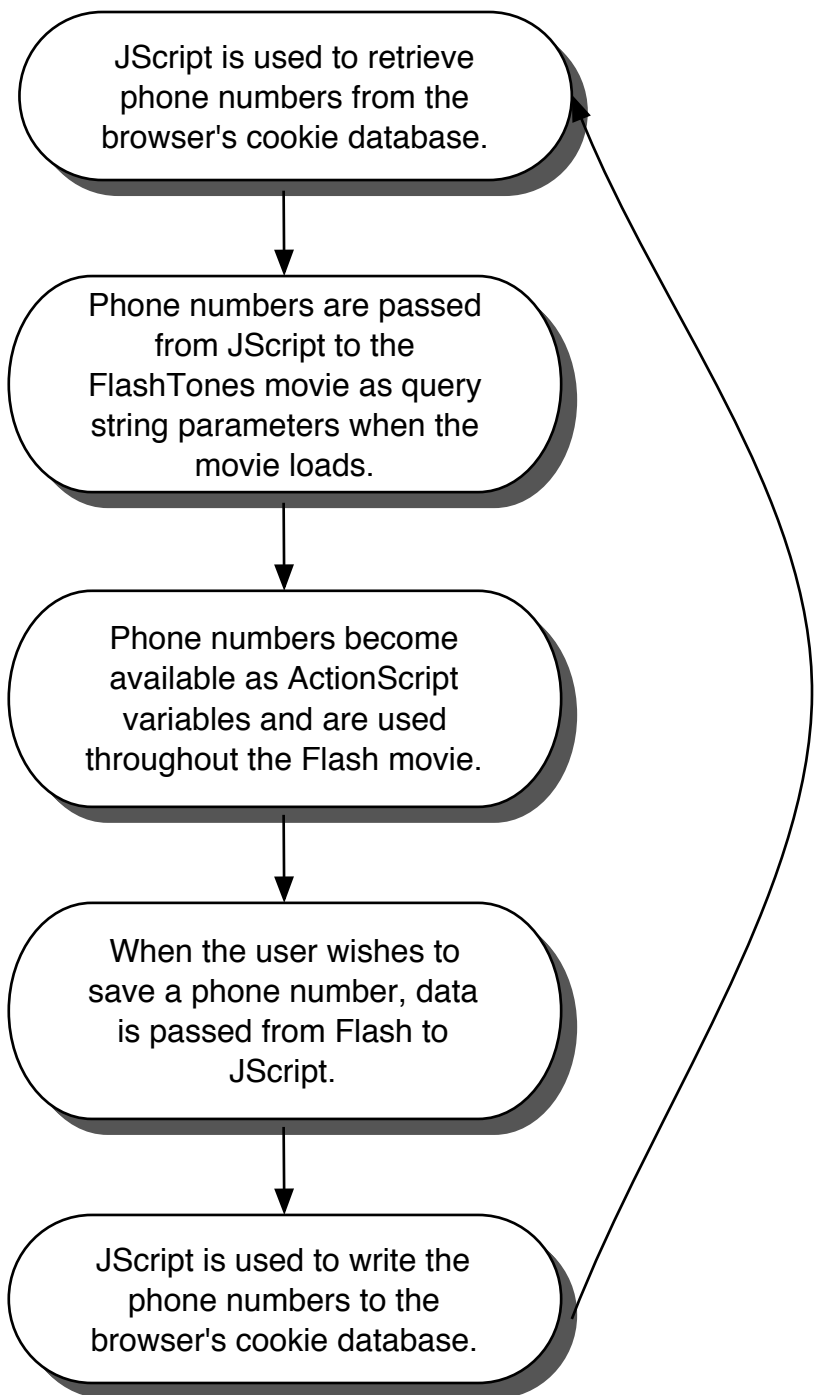 JScript is used to retrieve
phone numbers from the
browser's cookie database.
Phone numbers are passed
from JScript to the
FlashTones movie as query
string parameters when the
movie loads.
Phone numbers become
available as ActionScript
variables and are used
throughout the Flash movie.
When the user wishes to
save a phone number, data
is passed from Flash to
JScript.
JScript is used to write the
phone numbers to the
browser's cookie database.